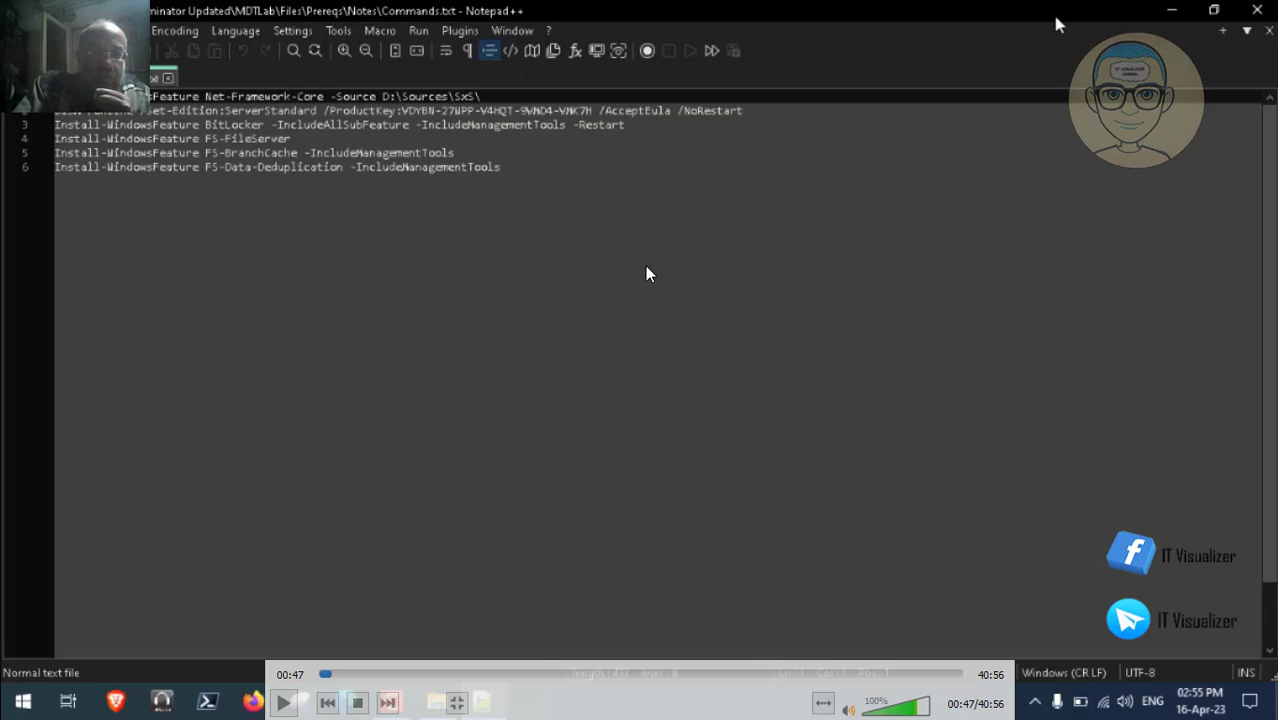 minator Updated\MDTLab\Files\Prereqs\Notes\Commands.txt - Notepad ++
Encoding Language Settings Tools Macro Run Plugins Window ?
IT VISUALIZER
CHANNEL
Feature Net-Framework-Core -Source D:\Sources\SxS\
/ProductKey:VDYBN-27WPP-V4HQT-9VMD4-VMK7H /AcceptEula /NoRestart
3 Install-WindowsFeature BitLocker -IncludeAllSubFeature -IncludeManagementTools -Restart
4 Install-WindowsFeature FS-FileServer
5 Install-WindowsFeature FS-BranchCache -IncludeManagementTools
6 Install-WindowsFeature FS-Data-Deduplication -IncludeManagementTools
IT Visualizer
IT Visualizer
Normal text file
Windows (CR LF) UTF-8 INS
00:47 40:56
100% 00:47/40:56
ENG 02:55 PM
16-Apr-23